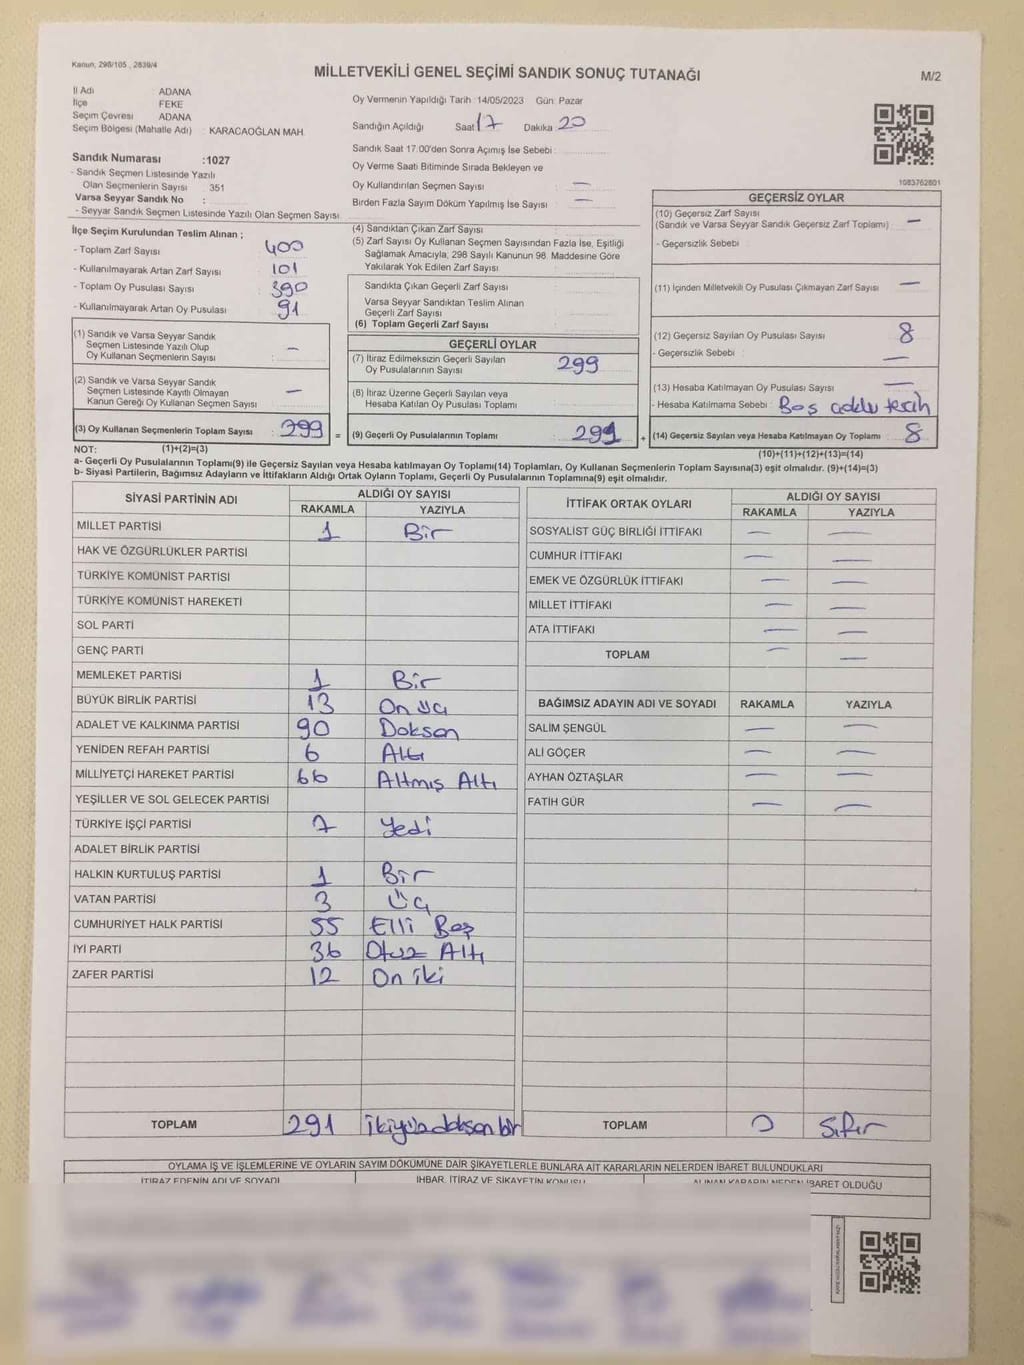 Kanun, 298/105 , 2839/4
MİLLETVEKİLİ GENEL SEÇİMİ SANDIK SONUÇ TUTANAĞI
M/2
İl Adı ADANA
İlçe FEKE
Seçim Çevresi ADANA
Seçim Bölgesi (Mahalle Adı) : KARACAOĞLAN MAH.
Oy Vermenin Yapıldığı Tarih : 14/05/2023 Gün: Pazar
Sandığın Açıldığı Saat 17 Dakika : 20
Sandık Saat 17:00'den Sonra Açımış İse Sebebi :
Oy Verme Saati Bitiminde Sırada Bekleyen ve
Oy Kullandırılan Seçmen Sayısı : —
Birden Fazla Sayım Döküm Yapılmış İse Sayısı : —
Sandık Numarası :1027
- Sandık Seçmen Listesinde Yazılı
Olan Seçmenlerin Sayısı : 351
Varsa Seyyar Sandık No :
- Seyyar Sandık Seçmen Listesinde Yazılı Olan Seçmen Sayısı
1083762801
İlçe Seçim Kurulundan Teslim Alınan ;
- Toplam Zarf Sayısı : 400
- Kullanılmayarak Artan Zarf Sayısı : 101
- Toplam Oy Pusulası Sayısı : 390
- Kullanılmayarak Artan Oy Pusulası : 91
(1) Sandık ve Varsa Seyyar Sandık
Seçmen Listesinde Yazılı Olup
Oy Kullanan Seçmenlerin Sayısı : —
(2) Sandık ve Varsa Seyyar Sandık
Seçmen Listesinde Kayıtlı Olmayan
Kanun Gereği Oy Kullanan Seçmen Sayısı : —
(3) Oy Kullanan Seçmenlerin Toplam Sayısı : 299 =
(4) Sandıktan Çıkan Zarf Sayısı :
(5) Zarf Sayısı Oy Kullanan Seçmen Sayısından Fazla İse, Eşitliği
Sağlamak Amacıyla, 298 Sayılı Kanunun 98. Maddesine Göre
Yakılarak Yok Edilen Zarf Sayısı :
Sandıkta Çıkan Geçerli Zarf Sayısı :
Varsa Seyyar Sandıktan Teslim Alınan
Geçerli Zarf Sayısı :
(6) Toplam Geçerli Zarf Sayısı :
GEÇERLİ OYLAR
(7) İtiraz Edilmeksizin Geçerli Sayılan
Oy Pusulalarının Sayısı : 299
(8) İtiraz Üzerine Geçerli Sayılan veya
Hesaba Katılan Oy Pusulası Toplamı :
(9) Geçerli Oy Pusulalarının Toplamı : 291 +
GEÇERSİZ OYLAR
(10) Geçersiz Zarf Sayısı
(Sandık ve Varsa Seyyar Sandık Geçersiz Zarf Toplamı) : —
- Geçersizlik Sebebi :
(11) İçinden Milletvekili Oy Pusulası Çıkmayan Zarf Sayısı : —
(12) Geçersiz Sayılan Oy Pusulası Sayısı : 8
- Geçersizlik Sebebi : —
(13) Hesaba Katılmayan Oy Pusulası Sayısı : —
- Hesaba Katılmama Sebebi : Boş
(14) Geçersiz Sayılan veya Hesaba Katılmayan Oy Toplamı : 8
NOT: (1)+(2)=(3)
(10)+(11)+(12)+(13)=(14)
a- Geçerli Oy Pusulalarının Toplamı(9) ile Geçersiz Sayılan veya Hesaba katılmayan Oy Toplamı(14) Toplamları, Oy Kullanan Seçmenlerin Toplam Sayısına(3) eşit olmalıdır. (9)+(14)=(3)
b- Siyasi Partilerin, Bağımsız Adayların ve İttifakların Aldığı Ortak Oyların Toplamı, Geçerli Oy Pusulalarının Toplamına(9) eşit olmalıdır.
SİYASİ PARTİNİN ADI ALDIĞI OY SAYISI
RAKAMLA YAZIYLA
MİLLET PARTİSİ 1 Bir
HAK VE ÖZGÜRLÜKLER PARTİSİ
TÜRKİYE KOMÜNİST PARTİSİ
TÜRKİYE KOMÜNİST HAREKETİ
SOL PARTİ
GENÇ PARTİ
MEMLEKET PARTİSİ 1 Bir
BÜYÜK BİRLİK PARTİSİ 13 On üç
ADALET VE KALKINMA PARTİSİ 90 Doksan
YENİDEN REFAH PARTİSİ 6 Altı
MİLLİYETÇİ HAREKET PARTİSİ 66 Altmış Altı
YEŞİLLER VE SOL GELECEK PARTİSİ
TÜRKİYE İŞÇİ PARTİSİ 7 Yedi
ADALET BİRLİK PARTİSİ
HALKIN KURTULUŞ PARTİSİ 1 Bir
VATAN PARTİSİ 3 Üç
CUMHURİYET HALK PARTİSİ 55 Elli Beş
İYİ PARTİ 36 Otuz Altı
ZAFER PARTİSİ 12 On iki
TOPLAM 291 ikiyüzdoksan bir
İTTİFAK ORTAK OYLARI ALDIĞI OY SAYISI
RAKAMLA YAZIYLA
SOSYALİST GÜÇ BİRLİĞİ İTTİFAKI — —
CUMHUR İTTİFAKI — —
EMEK VE ÖZGÜRLÜK İTTİFAKI — —
MİLLET İTTİFAKI — —
ATA İTTİFAKI — —
TOPLAM — —
BAĞIMSIZ ADAYIN ADI VE SOYADI RAKAMLA YAZIYLA
SALİM ŞENGÜL — —
ALİ GÖÇER — —
AYHAN ÖZTAŞLAR — —
FATİH GÜR — —
TOPLAM 0 Sıfır
OYLAMA İŞ VE İŞLEMLERİNE VE OYLARIN SAYIM DÖKÜMÜNE DAİR ŞİKAYETLERLE BUNLARA AİT KARARLARIN NELERDEN İBARET BULUNDUKLARI
İTİRAZ EDENİN ADI VE SOYADI
İHBAR, İTİRAZ VE ŞİKAYETİN KONUSU
ALINAN KARARIN NEDEN İBARET OLDUĞU